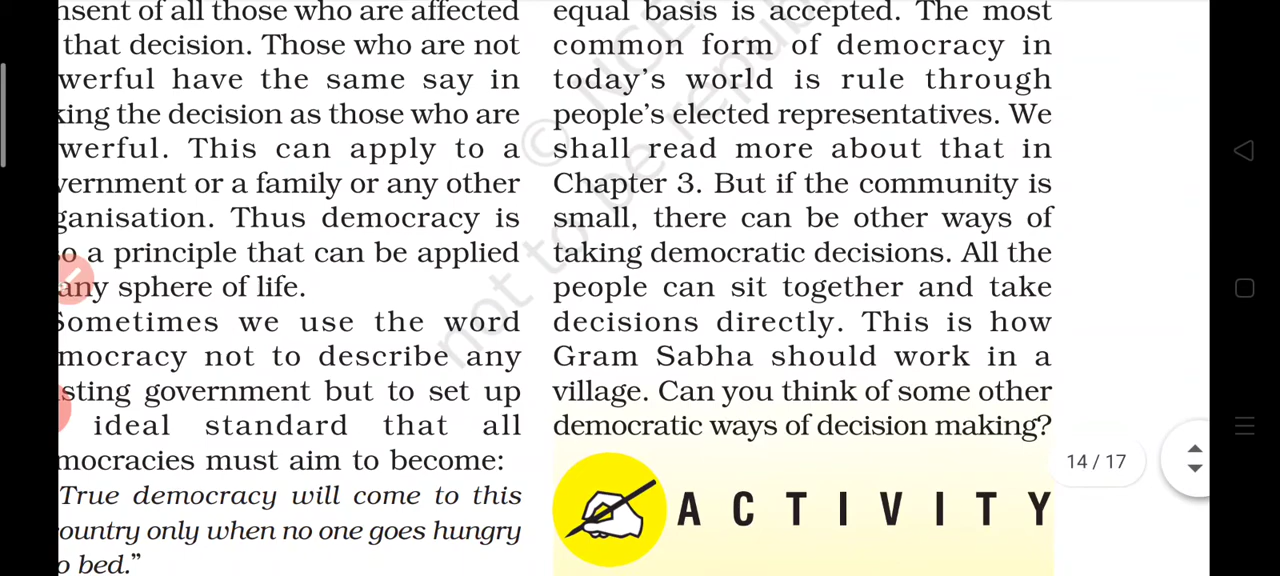 nsent of all those who are affected
that decision. Those who are not
werful have the same say in
king the decision as those who are
werful. This can apply to a
vernment or a family or any other
ganisation. Thus democracy is
o a principle that can be applied
any sphere of life.
Sometimes we use the word
mocracy not to describe any
sting government but to set up
ideal standard that all
mocracies must aim to become:
True democracy will come to this
ountry only when no one goes hungry
o bed.”
equal basis is accepted. The most
common form of democracy in
today’s world is rule through
people’s elected representatives. We
shall read more about that in
Chapter 3. But if the community is
small, there can be other ways of
taking democratic decisions. All the
people can sit together and take
decisions directly. This is how
Gram Sabha should work in a
village. Can you think of some other
democratic ways of decision making?
ACTIVITY
14 / 17
© NCE
not to be republi